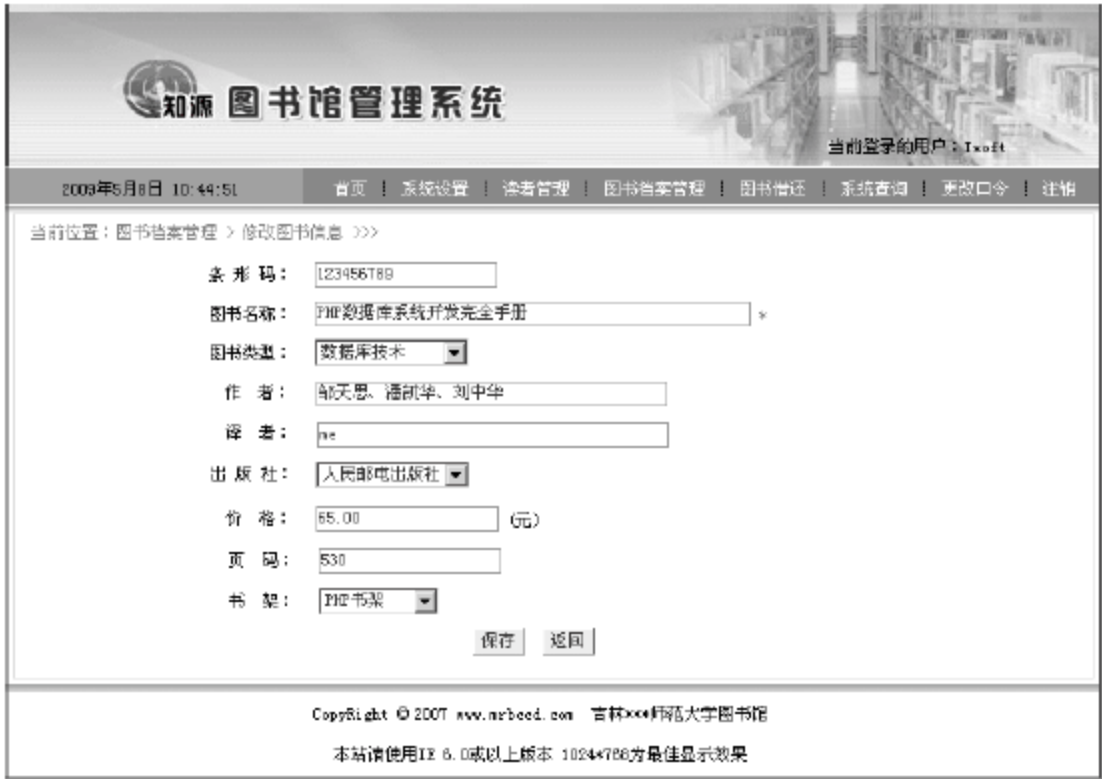 知源 图书馆管理系统
当前登录的用户：Txoft
2009年5月8日 10:44:51 首页 | 系统设置 | 读者管理 | 图书档案管理 | 图书借还 | 系统查询 | 更改口令 | 注销
当前位置：图书档案管理 > 修改图书信息 >>>
条 形 码： 123456789
图书名称： PHP数据库系统开发完全手册 *
图书类型： 数据库技术
作 者： 邹天思、潘凯华、刘中华
译 者： me
出 版 社： 人民邮电出版社
价 格： 65.00 (元)
页 码： 530
书 架： PHP书架
保存 返回
CopyRight © 2007 www.mrbccd.com 吉林×××师范大学图书馆
本站请使用IE 6.0或以上版本 1024*768为最佳显示效果